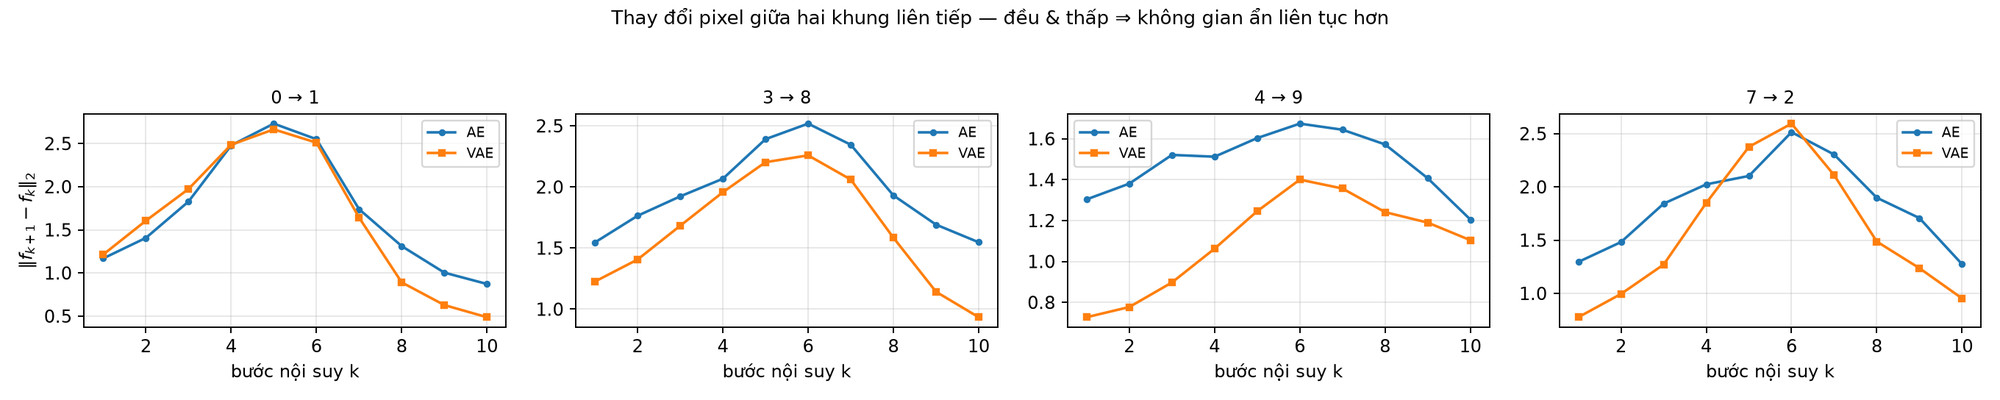 Thay đổi pixel giữa hai khung liên tiếp — đều & thấp ⇒ không gian ẩn liên tục hơn
0 → 1
‖f_{k+1} − f_k‖₂
2.5
2.0
1.5
1.0
0.5
2 4 6 8 10
bước nội suy k
AE
VAE
3 → 8
2.5
2.0
1.5
1.0
2 4 6 8 10
bước nội suy k
AE
VAE
4 → 9
1.6
1.4
1.2
1.0
0.8
2 4 6 8 10
bước nội suy k
AE
VAE
7 → 2
2.5
2.0
1.5
1.0
2 4 6 8 10
bước nội suy k
AE
VAE